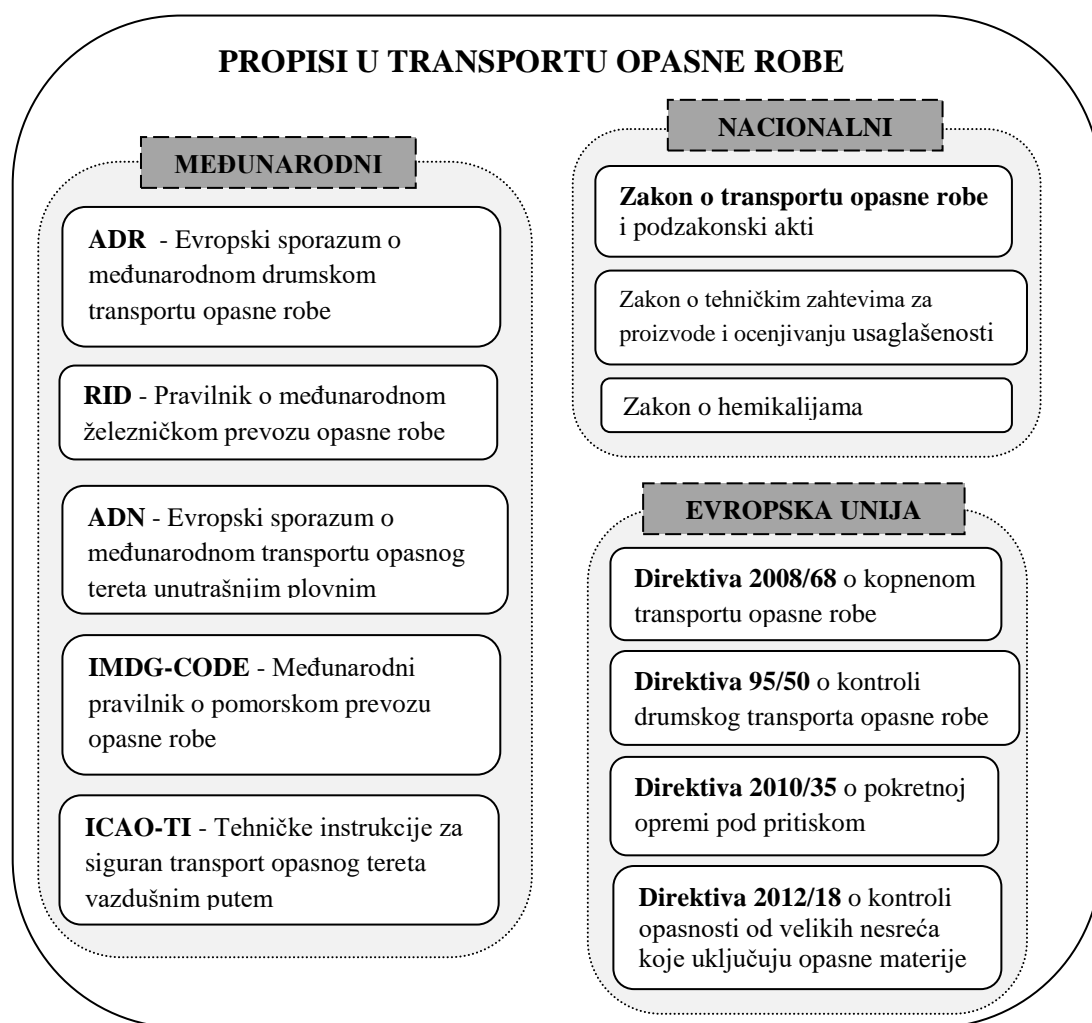 PROPISI U TRANSPORTU OPASNE ROBE
MEĐUNARODNI
ADR - Evropski sporazum o
međunarodnom drumskom
transportu opasne robe
RID - Pravilnik o međunarodnom
železničkom prevozu opasne robe
ADN - Evropski sporazum o
međunarodnom transportu opasnog
tereta unutrašnjim plovnim
IMDG-CODE - Međunarodni
pravilnik o pomorskom prevozu
opasne robe
ICAO-TI - Tehničke instrukcije za
siguran transport opasnog tereta
vazdušnim putem
NACIONALNI
Zakon o transportu opasne robe
i podzakonski akti
Zakon o tehničkim zahtevima za
proizvode i ocenjivanju usaglašenosti
Zakon o hemikalijama
EVROPSKA UNIJA
Direktiva 2008/68 o kopnenom
transportu opasne robe
Direktiva 95/50 o kontroli
drumskog transporta opasne robe
Direktiva 2010/35 o pokretnoj
opremi pod pritiskom
Direktiva 2012/18 o kontroli
opasnosti od velikih nesreća
koje uključuju opasne materije